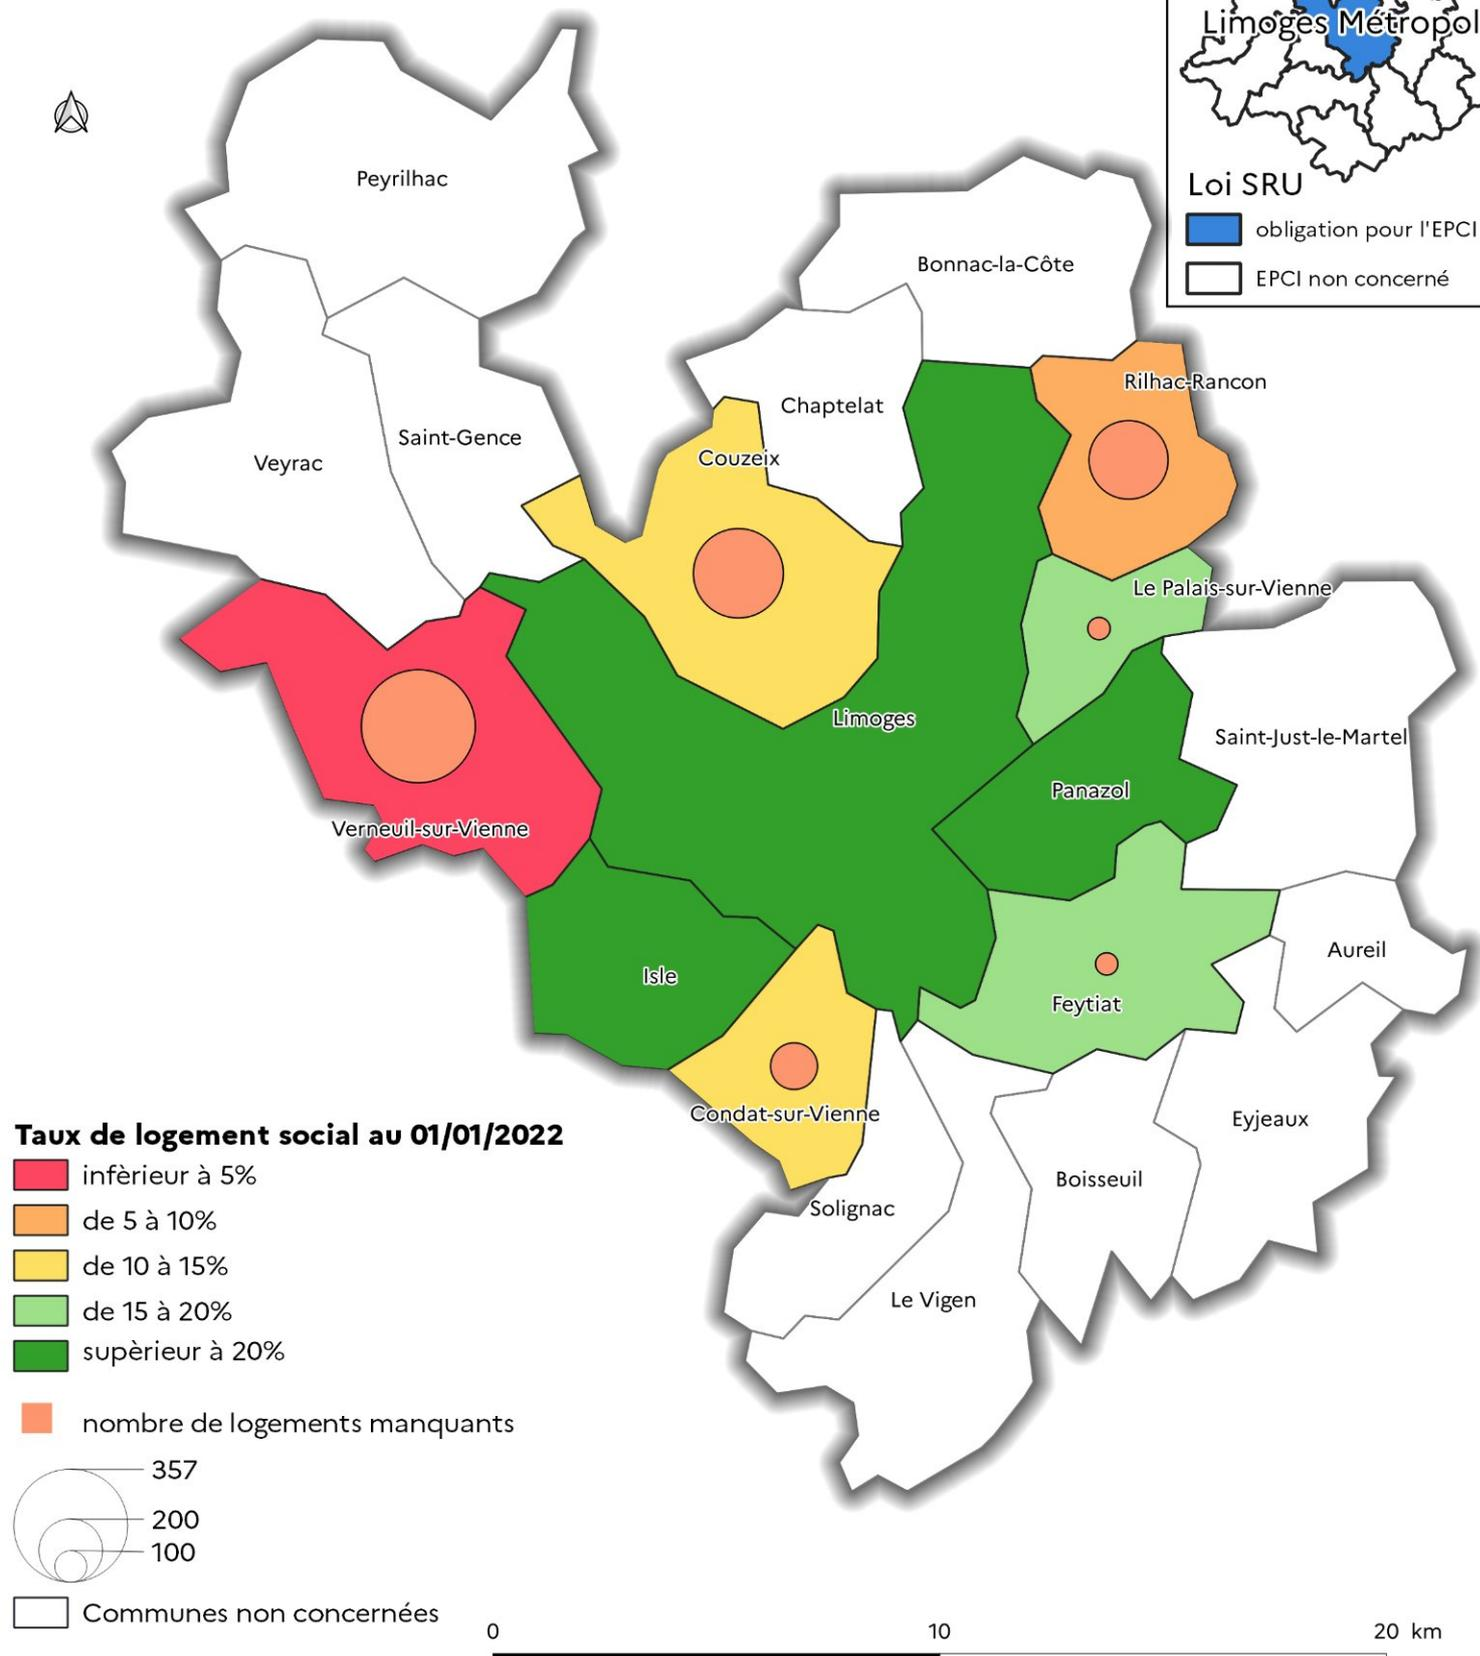 Limoges Métropol
Loi SRU
obligation pour l'EPCI
EPCI non concerné
Peyrilhac
Bonnac-la-Côte
Rilhac-Rancon
Chaptelat
Saint-Gence
Couzeix
Veyrac
Le Palais-sur-Vienne
Limoges
Saint-Just-le-Martel
Panazol
Verneuil-sur-Vienne
Aureil
Isle
Feytiat
Condat-sur-Vienne
Eyjeaux
Boisseuil
Solignac
Le Vigen
Taux de logement social au 01/01/2022
infèrieur à 5%
de 5 à 10%
de 10 à 15%
de 15 à 20%
supèrieur à 20%
nombre de logements manquants
357
200
100
Communes non concernées
0 10 20 km